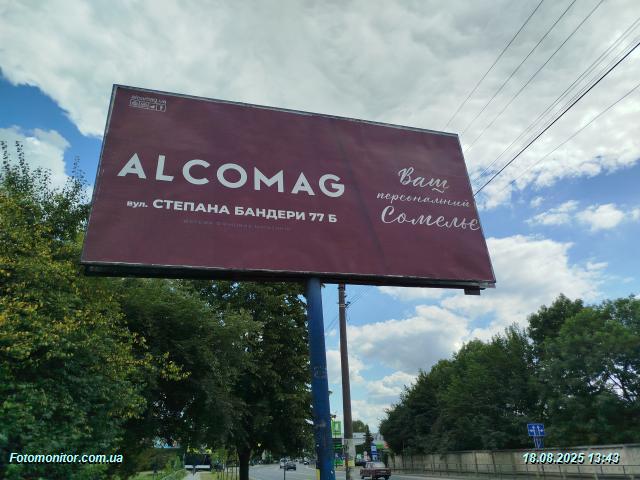 ALCOMAG
вул. СТЕПАНА БАНДЕРИ 77 Б
Ваш
персональний
Сомельє
Fotomonitor.com.ua
18.08.2025 13:43